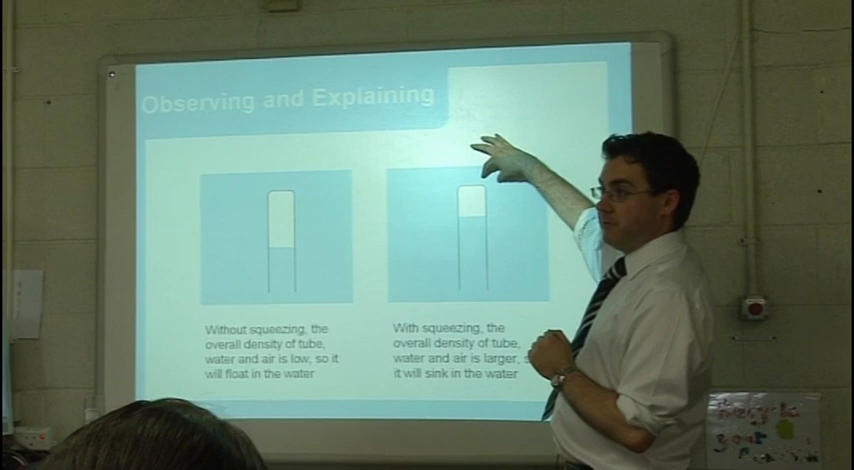 Observing and Explaining
Without squeezing, the
overall density of tube,
water and air is low, so it
will float in the water
With squeezing, the
overall density of tube,
water and air is larger, s
it will sink in the water